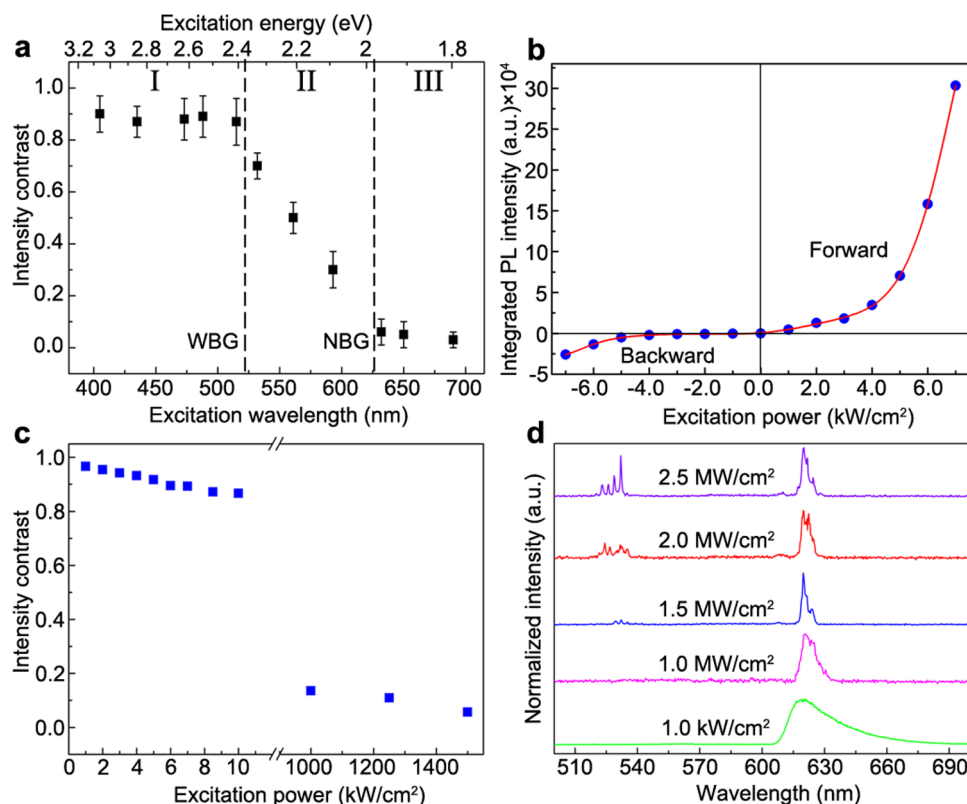 a
Excitation energy (eV)
3.2 3 2.8 2.6 2.4 2.2 2 1.8
I II III
1.0
0.8
0.6
0.4
0.2
0.0
Intensity contrast
WBG NBG
400 450 500 550 600 650 700
Excitation wavelength (nm)
b
Integrated PL intensity (a.u.)×10⁴
30
25
20
15
10
5
0
-5
Forward
Backward
-6.0 -4.0 -2.0 0.0 2.0 4.0 6.0
Excitation power (kW/cm²)
c
Intensity contrast
1.0
0.8
0.6
0.4
0.2
0.0
0 2 4 6 8 10 1000 1200 1400
Excitation power (kW/cm²)
d
Normalized intensity (a.u.)
2.5 MW/cm²
2.0 MW/cm²
1.5 MW/cm²
1.0 MW/cm²
1.0 kW/cm²
510 540 570 600 630 660 690
Wavelength (nm)